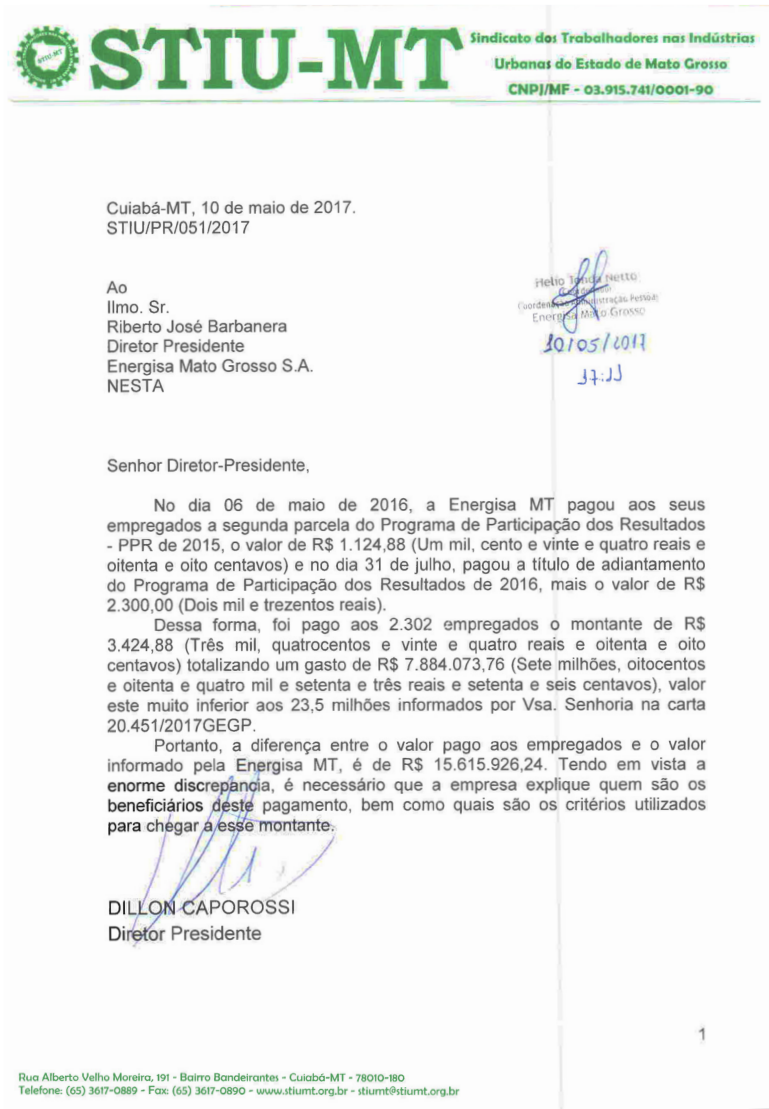 STIU-MT
STIU-MT
Sindicato dos Trabalhadores nas Indústrias
Urbanas do Estado de Mato Grosso
CNPJ/MF - 03.915.741/0001-90
Cuiabá-MT, 10 de maio de 2017.
STIU/PR/051/2017
Ao
Ilmo. Sr.
Riberto José Barbanera
Diretor Presidente
Energisa Mato Grosso S.A.
NESTA
Helio Tonda Netto
Coordenação Administração Pessoal
Energisa Mato Grosso
10/05/2017
17:11
Senhor Diretor-Presidente,
No dia 06 de maio de 2016, a Energisa MT pagou aos seus
empregados a segunda parcela do Programa de Participação dos Resultados
- PPR de 2015, o valor de R$ 1.124,88 (Um mil, cento e vinte e quatro reais e
oitenta e oito centavos) e no dia 31 de julho, pagou a título de adiantamento
do Programa de Participação dos Resultados de 2016, mais o valor de R$
2.300,00 (Dois mil e trezentos reais).
Dessa forma, foi pago aos 2.302 empregados o montante de R$
3.424,88 (Três mil, quatrocentos e vinte e quatro reais e oitenta e oito
centavos) totalizando um gasto de R$ 7.884.073,76 (Sete milhões, oitocentos
e oitenta e quatro mil e setenta e três reais e setenta e seis centavos), valor
este muito inferior aos 23,5 milhões informados por Vsa. Senhoria na carta
20.451/2017GEGP.
Portanto, a diferença entre o valor pago aos empregados e o valor
informado pela Energisa MT, é de R$ 15.615.926,24. Tendo em vista a
enorme discrepância, é necessário que a empresa explique quem são os
beneficiários deste pagamento, bem como quais são os critérios utilizados
para chegar a esse montante.
DILLON CAPOROSSI
Diretor Presidente
1
Rua Alberto Velho Moreira, 191 - Bairro Bandeirantes - Cuiabá-MT - 78010-180
Telefone: (65) 3617-0889 - Fax: (65) 3617-0890 - www.stiumt.org.br - stiumt@stiumt.org.br